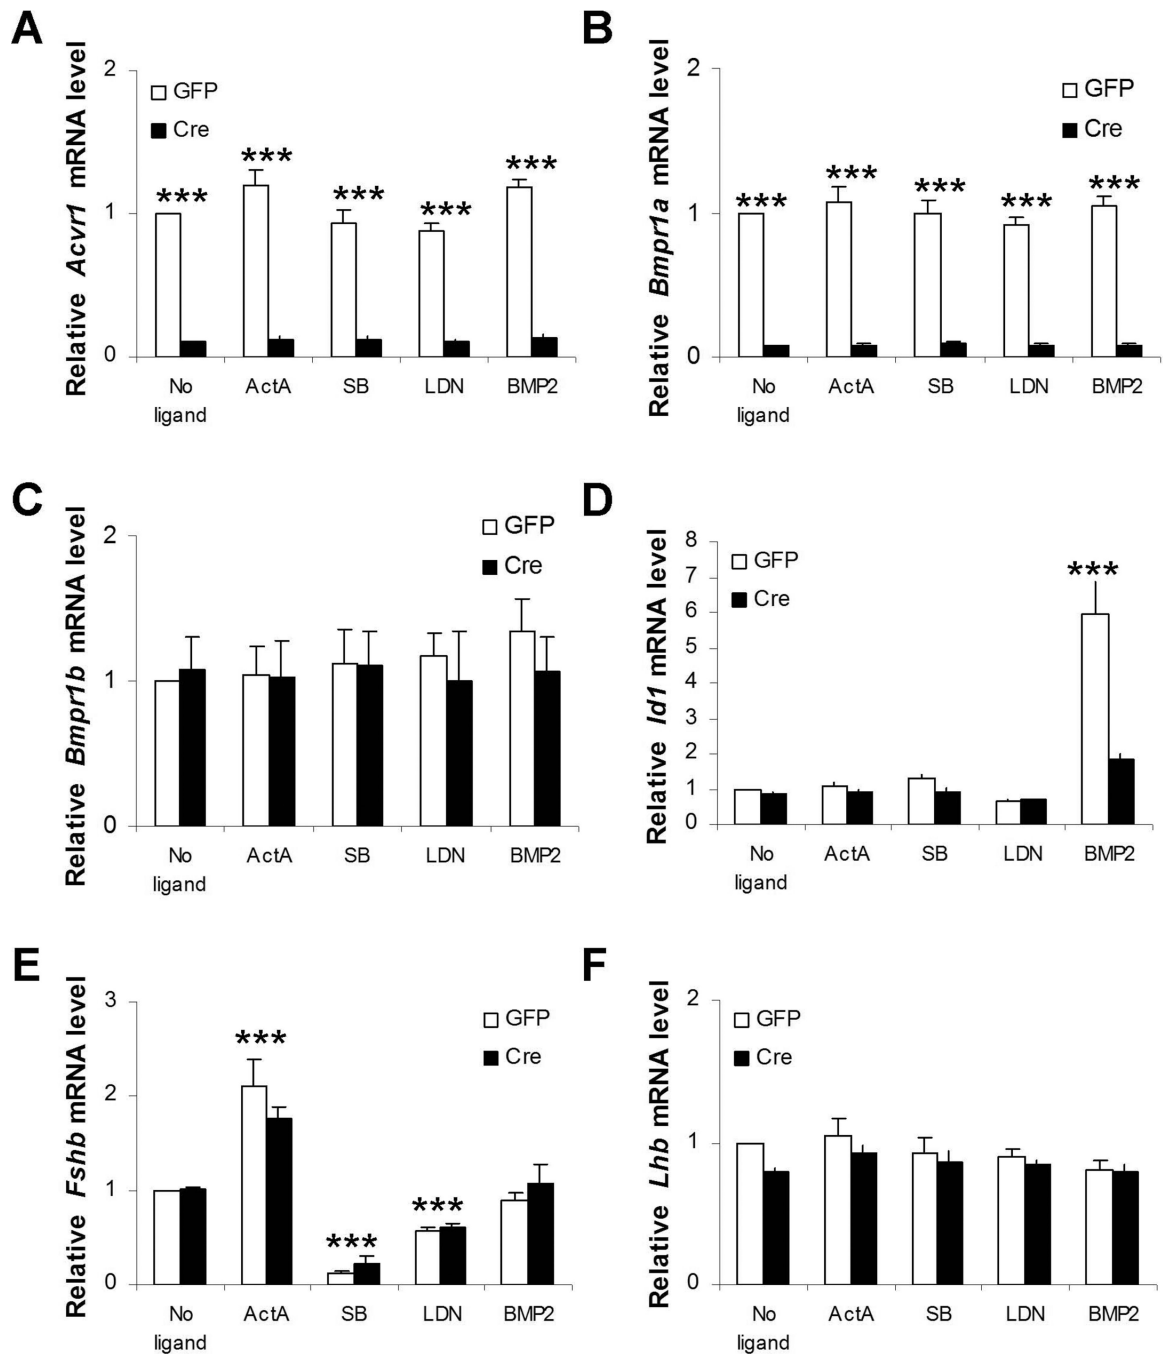 A
Relative Acvr1 mRNA level
2
1
0
GFP
Cre
***
***
***
***
***
No ligand
ActA
SB
LDN
BMP2
B
Relative Bmpr1a mRNA level
2
1
0
GFP
Cre
***
***
***
***
***
No ligand
ActA
SB
LDN
BMP2
C
Relative Bmpr1b mRNA level
2
1
0
GFP
Cre
No ligand
ActA
SB
LDN
BMP2
D
Relative Id1 mRNA level
8
7
6
5
4
3
2
1
0
GFP
Cre
***
No ligand
ActA
SB
LDN
BMP2
E
Relative Fshb mRNA level
3
2
1
0
GFP
Cre
***
***
***
No ligand
ActA
SB
LDN
BMP2
F
Relative Lhb mRNA level
2
1
0
GFP
Cre
No ligand
ActA
SB
LDN
BMP2